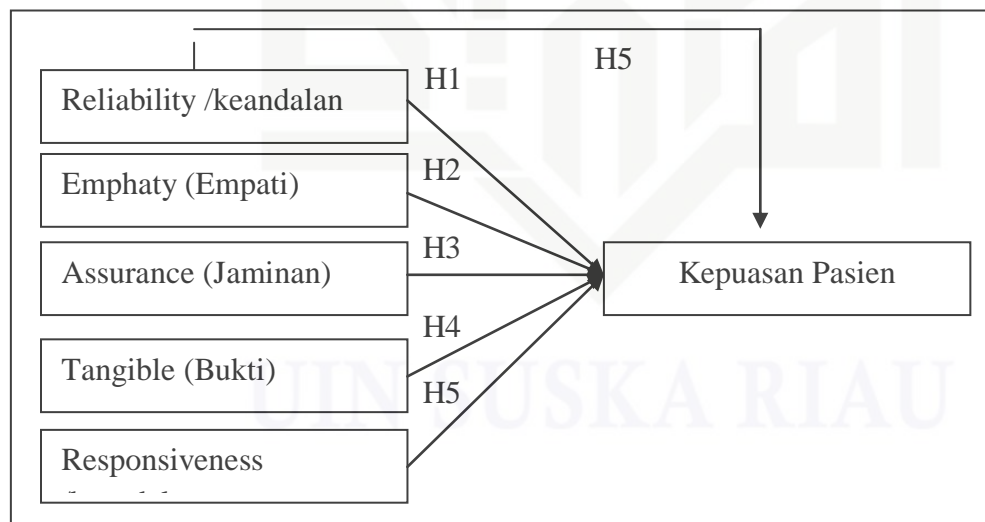 H5
H1
Reliability /keandalan
H2
Emphaty (Empati)
H3
Assurance (Jaminan)
Kepuasan Pasien
H4
Tangible (Bukti)
H5
UIN SUSKA RIAU
Responsiveness